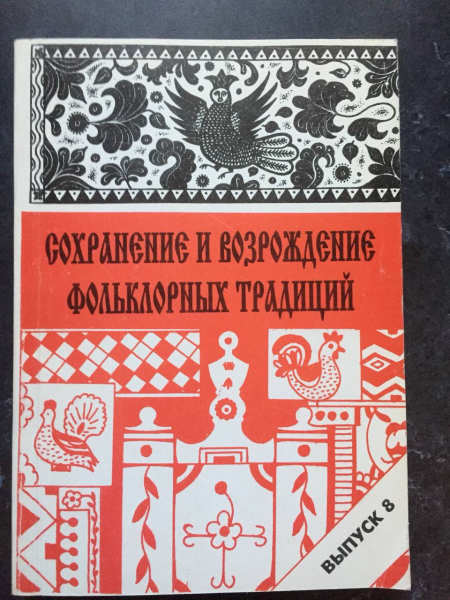 СОХРАНЕНИЕ И ВОЗРОЖДЕНИЕ
ФОЛЬКЛОРНЫХ ТРАДИЦИЙ
ВЫПУСК 8